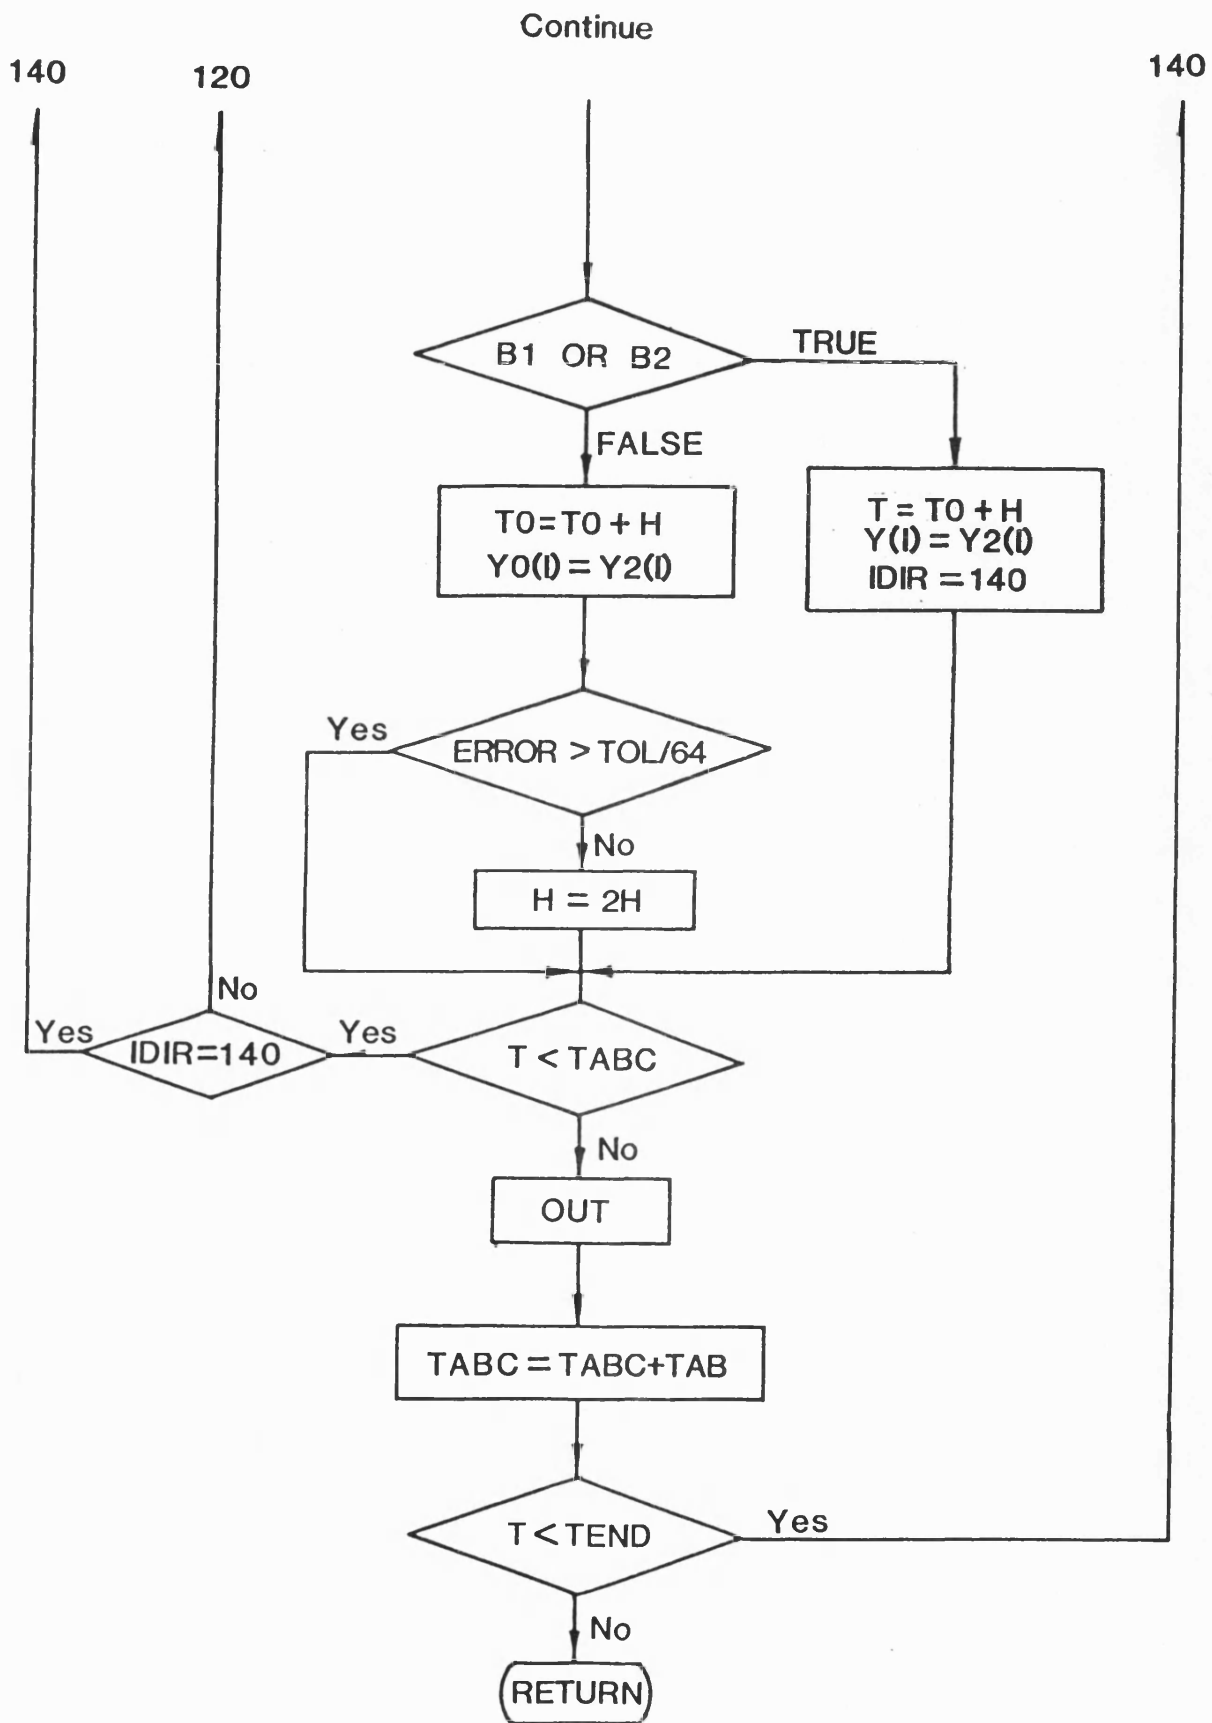 Continue
140
120
140
B1 OR B2
TRUE
FALSE
T0=T0 + H
Y0(I) = Y2(I)
T = T0 + H
Y(I) = Y2(I)
IDIR = 140
Yes
ERROR > TOL/64
No
H = 2H
No
Yes
IDIR=140
Yes
T < TABC
No
OUT
TABC = TABC+TAB
T < TEND
Yes
No
RETURN